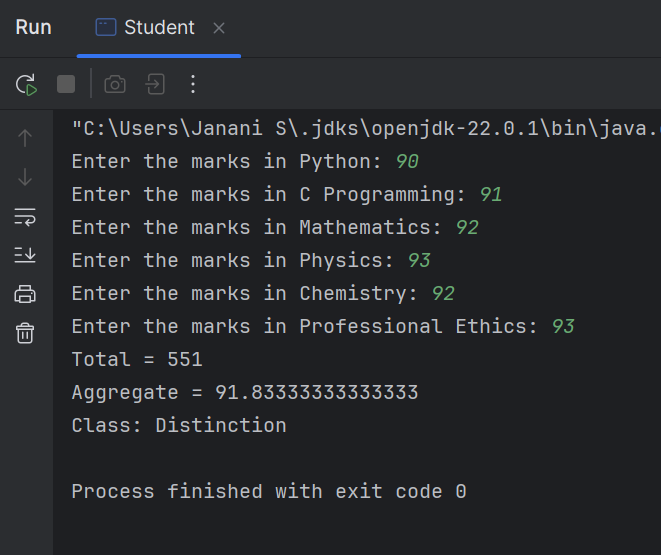 Run Student
"C:\Users\Janani S\.jdks\openjdk-22.0.1\bin\java.
Enter the marks in Python: 90
Enter the marks in C Programming: 91
Enter the marks in Mathematics: 92
Enter the marks in Physics: 93
Enter the marks in Chemistry: 92
Enter the marks in Professional Ethics: 93
Total = 551
Aggregate = 91.83333333333333
Class: Distinction
Process finished with exit code 0